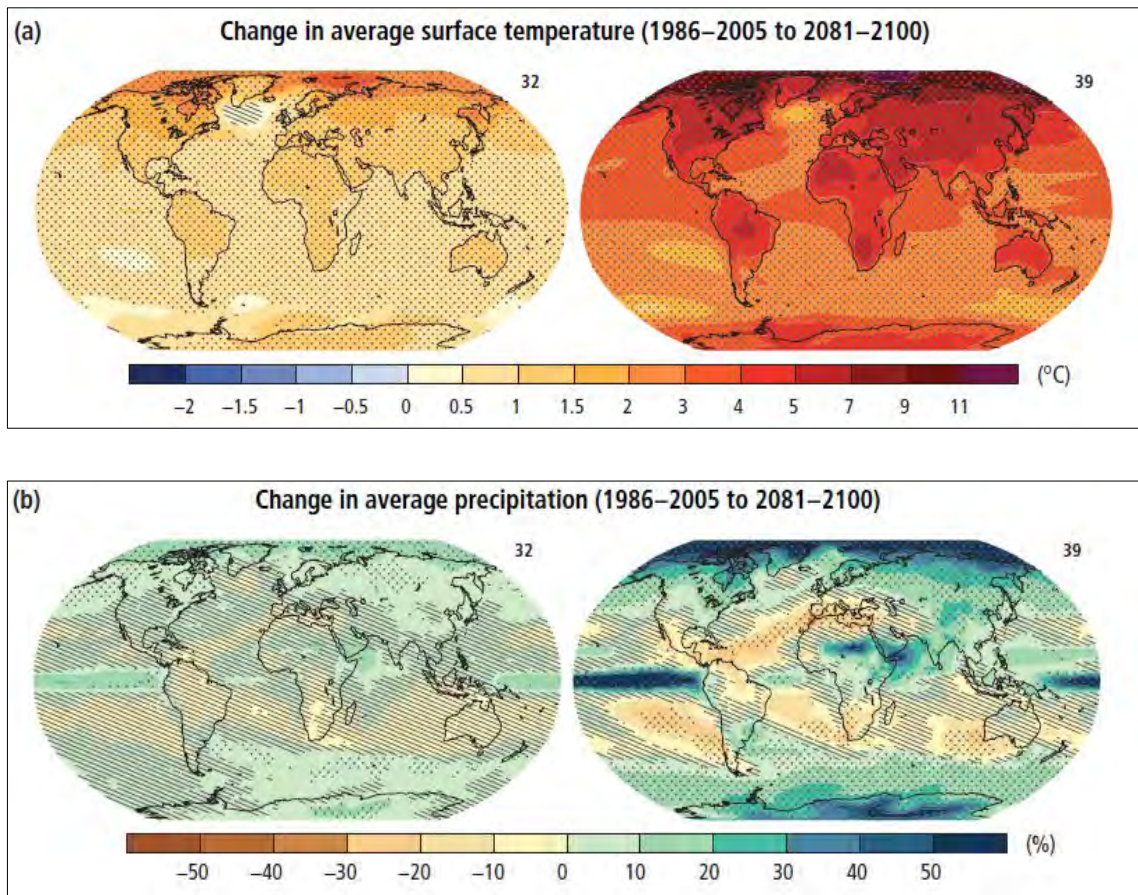 (a) Change in average surface temperature (1986–2005 to 2081–2100)
32 39
(°C)
−2 −1.5 −1 −0.5 0 0.5 1 1.5 2 3 4 5 7 9 11
(b) Change in average precipitation (1986–2005 to 2081–2100)
32 39
(%)
−50 −40 −30 −20 −10 0 10 20 30 40 50